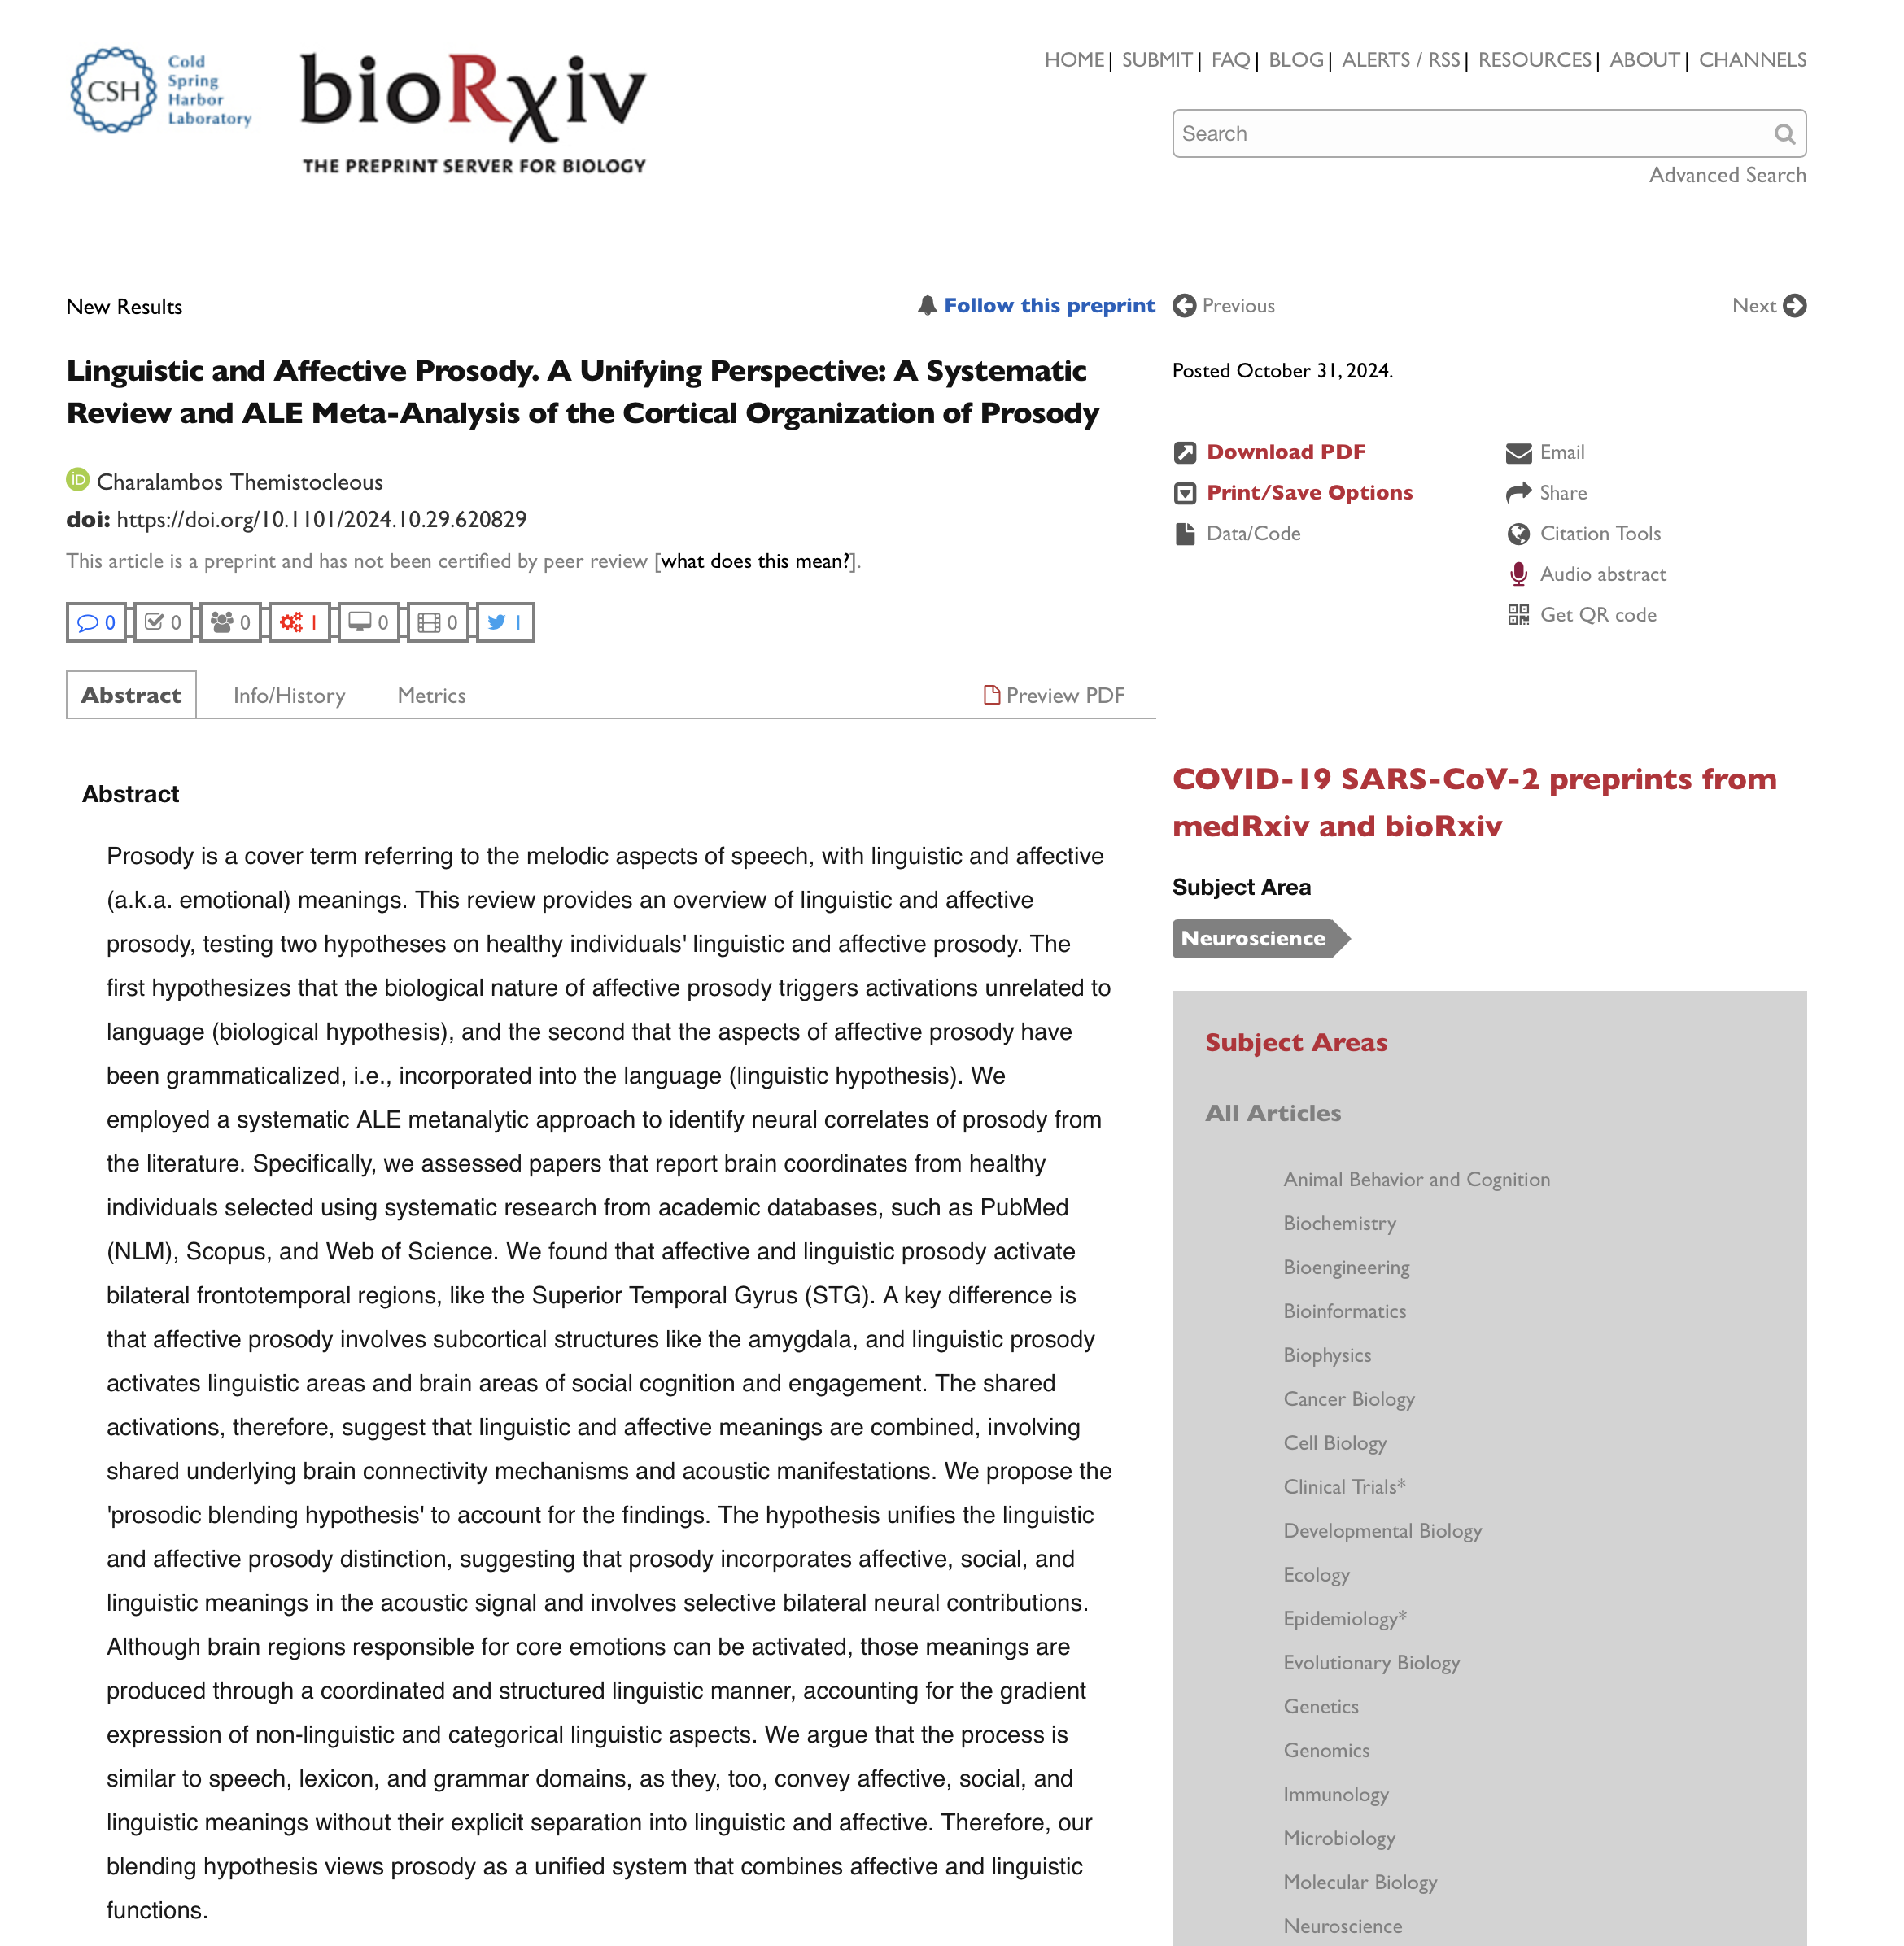 CSH
Cold
Spring
Harbor
Laboratory
bioRxiv
THE PREPRINT SERVER FOR BIOLOGY
HOME| SUBMIT| FAQ| BLOG| ALERTS / RSS| RESOURCES| ABOUT| CHANNELS
Search
Advanced Search
New Results
Follow this preprint
Previous
Next
Linguistic and Affective Prosody. A Unifying Perspective: A Systematic
Review and ALE Meta-Analysis of the Cortical Organization of Prosody
iD Charalambos Themistocleous
doi: https://doi.org/10.1101/2024.10.29.620829
This article is a preprint and has not been certified by peer review [what does this mean?].
0 0 0 1 0 0 1
Abstract Info/History Metrics Preview PDF
Abstract
Prosody is a cover term referring to the melodic aspects of speech, with linguistic and affective
(a.k.a. emotional) meanings. This review provides an overview of linguistic and affective
prosody, testing two hypotheses on healthy individuals' linguistic and affective prosody. The
first hypothesizes that the biological nature of affective prosody triggers activations unrelated to
language (biological hypothesis), and the second that the aspects of affective prosody have
been grammaticalized, i.e., incorporated into the language (linguistic hypothesis). We
employed a systematic ALE metanalytic approach to identify neural correlates of prosody from
the literature. Specifically, we assessed papers that report brain coordinates from healthy
individuals selected using systematic research from academic databases, such as PubMed
(NLM), Scopus, and Web of Science. We found that affective and linguistic prosody activate
bilateral frontotemporal regions, like the Superior Temporal Gyrus (STG). A key difference is
that affective prosody involves subcortical structures like the amygdala, and linguistic prosody
activates linguistic areas and brain areas of social cognition and engagement. The shared
activations, therefore, suggest that linguistic and affective meanings are combined, involving
shared underlying brain connectivity mechanisms and acoustic manifestations. We propose the
'prosodic blending hypothesis' to account for the findings. The hypothesis unifies the linguistic
and affective prosody distinction, suggesting that prosody incorporates affective, social, and
linguistic meanings in the acoustic signal and involves selective bilateral neural contributions.
Although brain regions responsible for core emotions can be activated, those meanings are
produced through a coordinated and structured linguistic manner, accounting for the gradient
expression of non-linguistic and categorical linguistic aspects. We argue that the process is
similar to speech, lexicon, and grammar domains, as they, too, convey affective, social, and
linguistic meanings without their explicit separation into linguistic and affective. Therefore, our
blending hypothesis views prosody as a unified system that combines affective and linguistic
functions.
Posted October 31, 2024.
Download PDF
Print/Save Options
Data/Code
Email
Share
Citation Tools
Audio abstract
Get QR code
COVID-19 SARS-CoV-2 preprints from
medRxiv and bioRxiv
Subject Area
Neuroscience
Subject Areas
All Articles
Animal Behavior and Cognition
Biochemistry
Bioengineering
Bioinformatics
Biophysics
Cancer Biology
Cell Biology
Clinical Trials*
Developmental Biology
Ecology
Epidemiology*
Evolutionary Biology
Genetics
Genomics
Immunology
Microbiology
Molecular Biology
Neuroscience